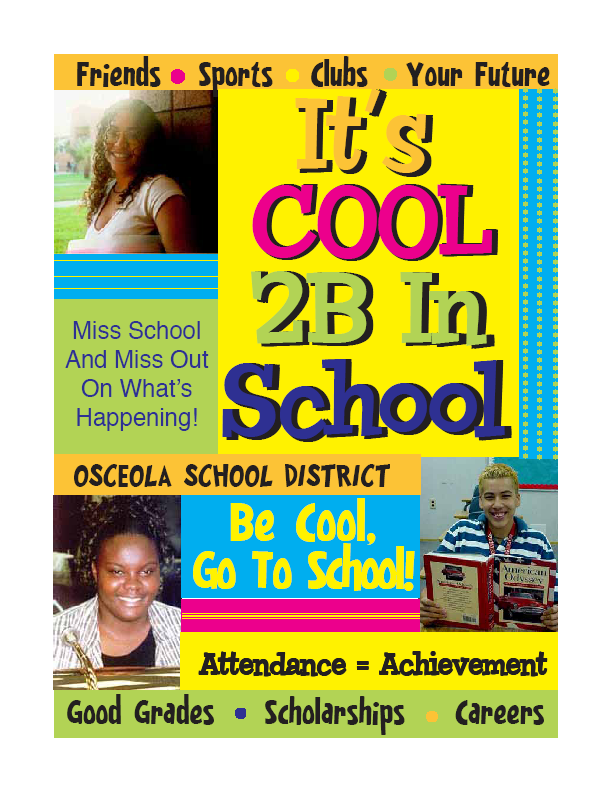 Friends • Sports • Clubs • Your Future
It's
COOL
2B In
School
Miss School
And Miss Out
On What's
Happening!
OSCEOLA SCHOOL DISTRICT
Be Cool,
Go To School!
American
Odyssey
Attendance = Achievement
Good Grades • Scholarships • Careers